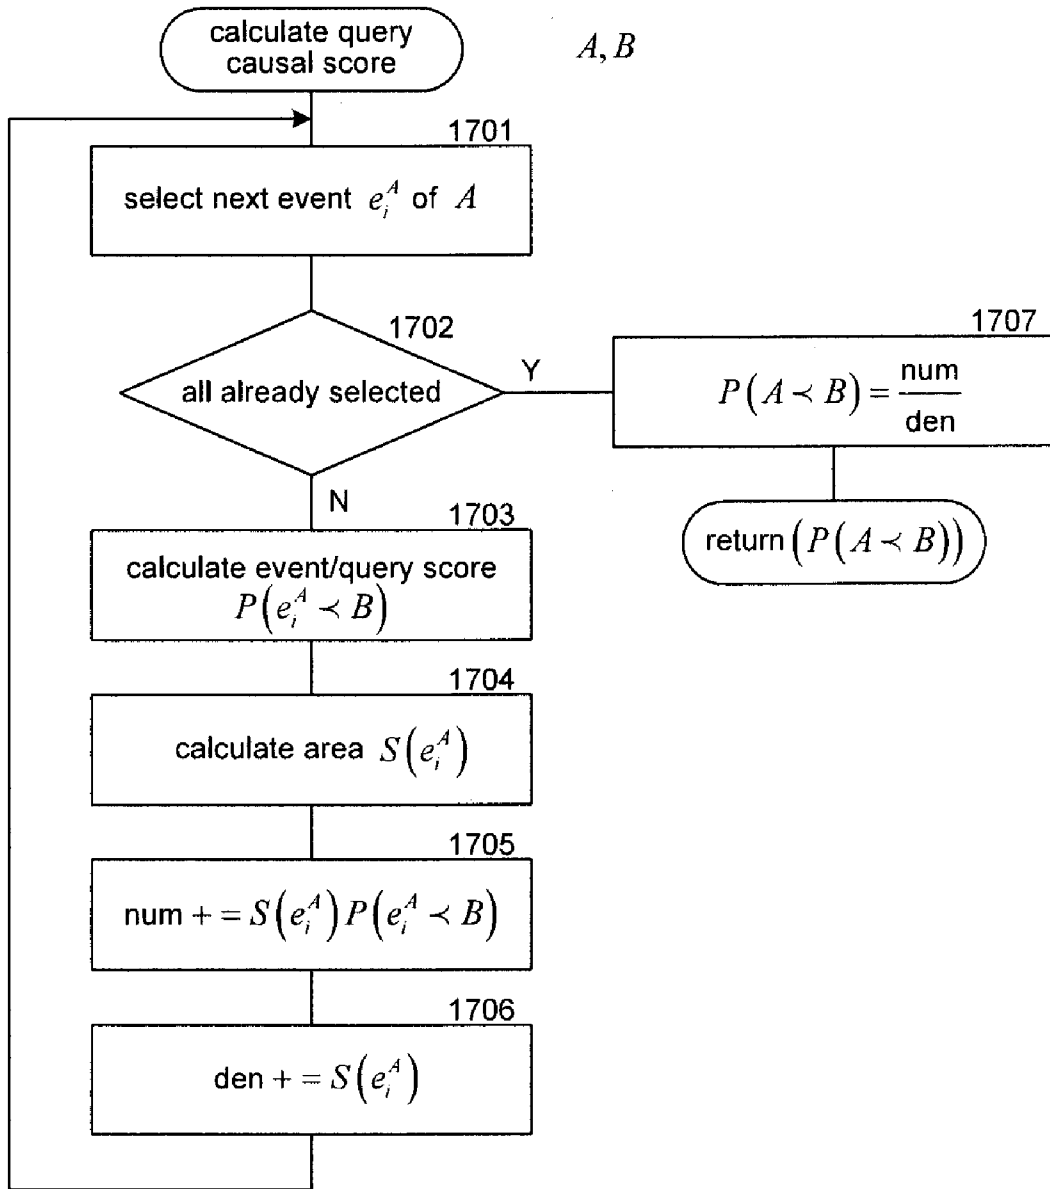 calculate query
causal score
A, B
1701
select next event e_i^A of A
1702
all already selected
Y
N
1707
P(A ≺ B) = num/den
return (P(A ≺ B))
1703
calculate event/query score
P(e_i^A ≺ B)
1704
calculate area S(e_i^A)
1705
num + = S(e_i^A) P(e_i^A ≺ B)
1706
den + = S(e_i^A)